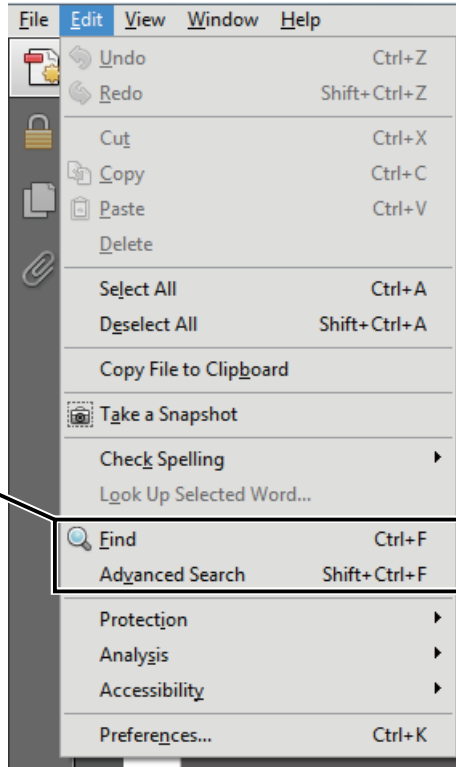 File Edit View Window Help
Undo Ctrl+Z
Redo Shift+Ctrl+Z
Cut Ctrl+X
Copy Ctrl+C
Paste Ctrl+V
Delete
Select All Ctrl+A
Deselect All Shift+Ctrl+A
Copy File to Clipboard
Take a Snapshot
Check Spelling
Look Up Selected Word...
Find Ctrl+F
Advanced Search Shift+Ctrl+F
Protection
Analysis
Accessibility
Preferences... Ctrl+K